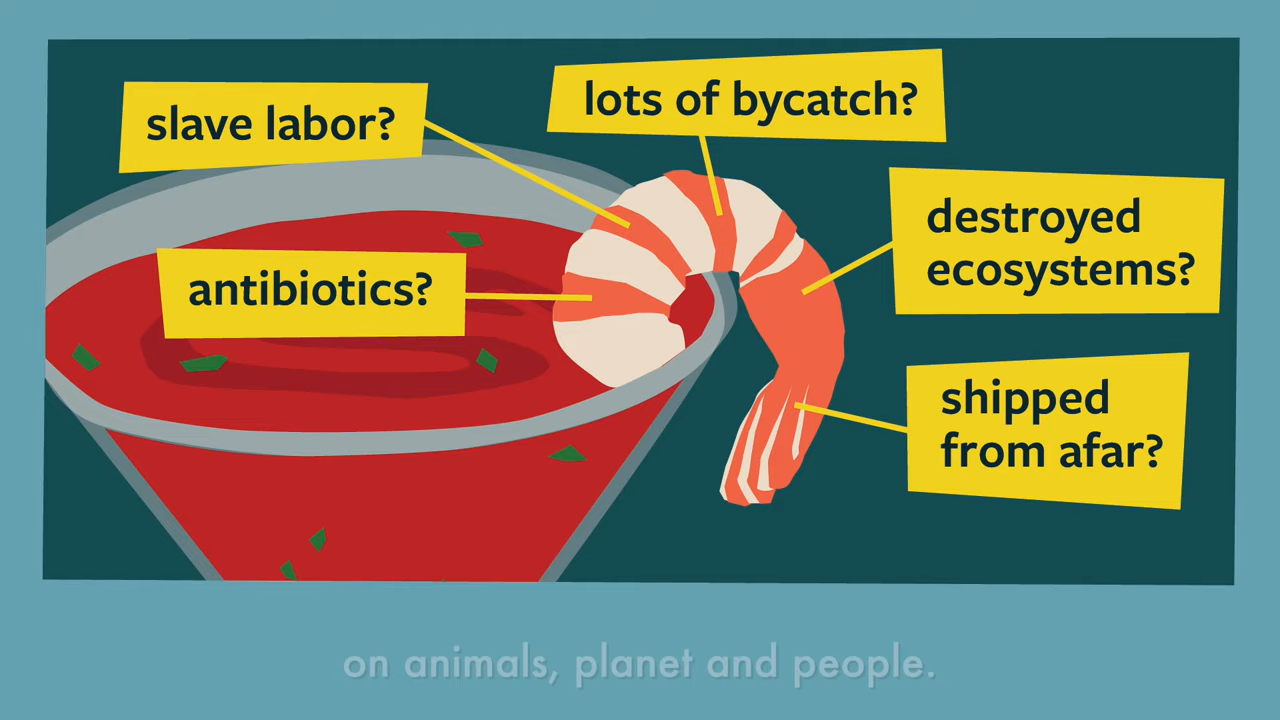 slave labor?
lots of bycatch?
destroyed
ecosystems?
antibiotics?
shipped
from afar?
on animals, planet and people.